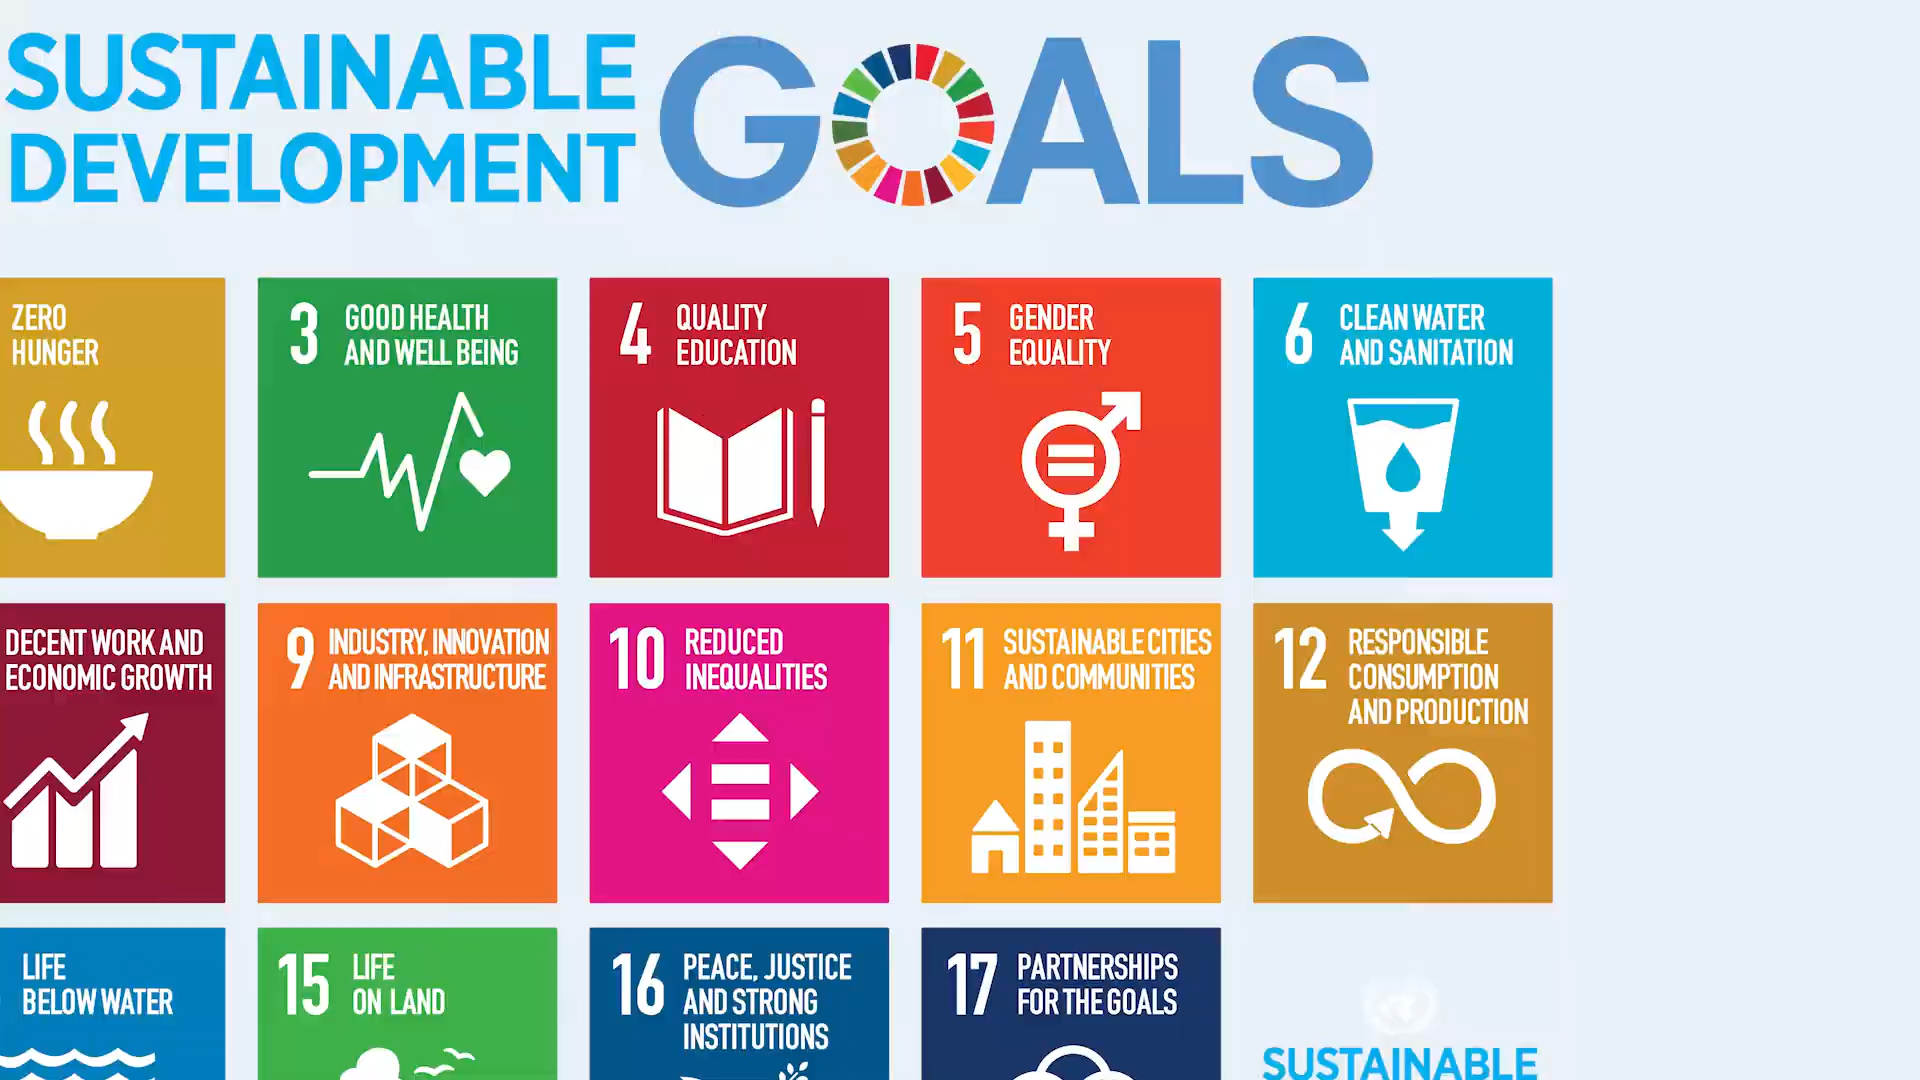 SUSTAINABLE
DEVELOPMENT
GOALS
ZERO
HUNGER
3 GOOD HEALTH
AND WELL BEING
4 QUALITY
EDUCATION
5 GENDER
EQUALITY
6 CLEAN WATER
AND SANITATION
DECENT WORK AND
ECONOMIC GROWTH
9 INDUSTRY, INNOVATION
AND INFRASTRUCTURE
10 REDUCED
INEQUALITIES
11 SUSTAINABLE CITIES
AND COMMUNITIES
12 RESPONSIBLE
CONSUMPTION
AND PRODUCTION
LIFE
BELOW WATER
15 LIFE
ON LAND
16 PEACE, JUSTICE
AND STRONG
INSTITUTIONS
17 PARTNERSHIPS
FOR THE GOALS
SUSTAINABLE